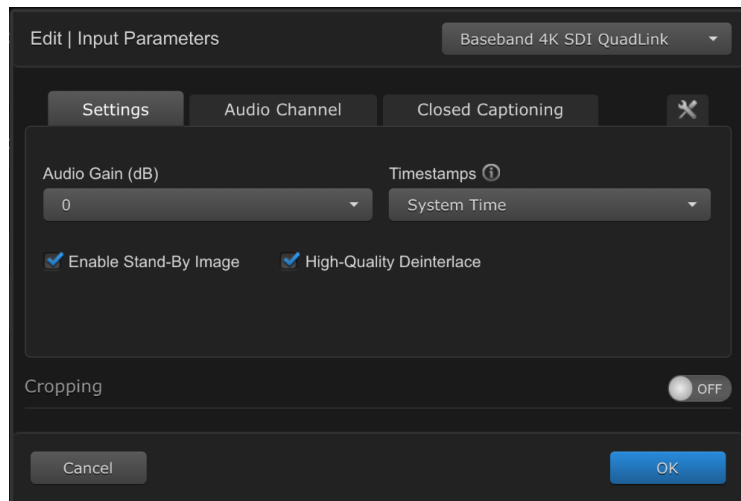 Edit | Input Parameters
Baseband 4K SDI QuadLink
Settings
Audio Channel
Closed Captioning
Audio Gain (dB)
Timestamps
0
System Time
Enable Stand-By Image
High-Quality Deinterlace
Cropping
OFF
Cancel
OK